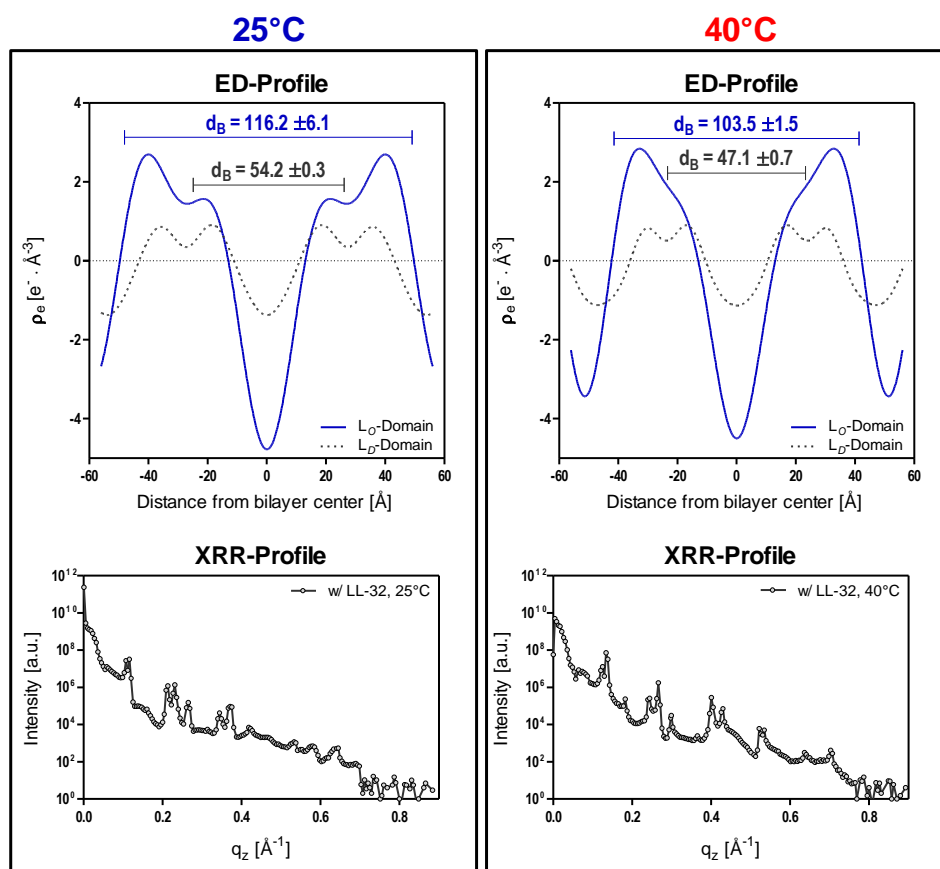 25°C
ED-Profile
d_B = 116.2 ±6.1
d_B = 54.2 ±0.3
ρ_e [e⁻ · Å⁻³]
4
2
0
-2
-4
L_O-Domain
L_D-Domain
-60 -40 -20 0 20 40 60
Distance from bilayer center [Å]
XRR-Profile
w/ LL-32, 25°C
Intensity [a.u.]
10¹²
10¹⁰
10⁸
10⁶
10⁴
10²
10⁰
0.0 0.2 0.4 0.6 0.8
q_z [Å⁻¹]
40°C
ED-Profile
d_B = 103.5 ±1.5
d_B = 47.1 ±0.7
ρ_e [e⁻ · Å⁻³]
4
2
0
-2
-4
L_O-Domain
L_D-Domain
-60 -40 -20 0 20 40 60
Distance from bilayer center [Å]
XRR-Profile
w/ LL-32, 40°C
Intensity [a.u.]
10¹²
10¹⁰
10⁸
10⁶
10⁴
10²
10⁰
0.0 0.2 0.4 0.6 0.8
q_z [Å⁻¹]